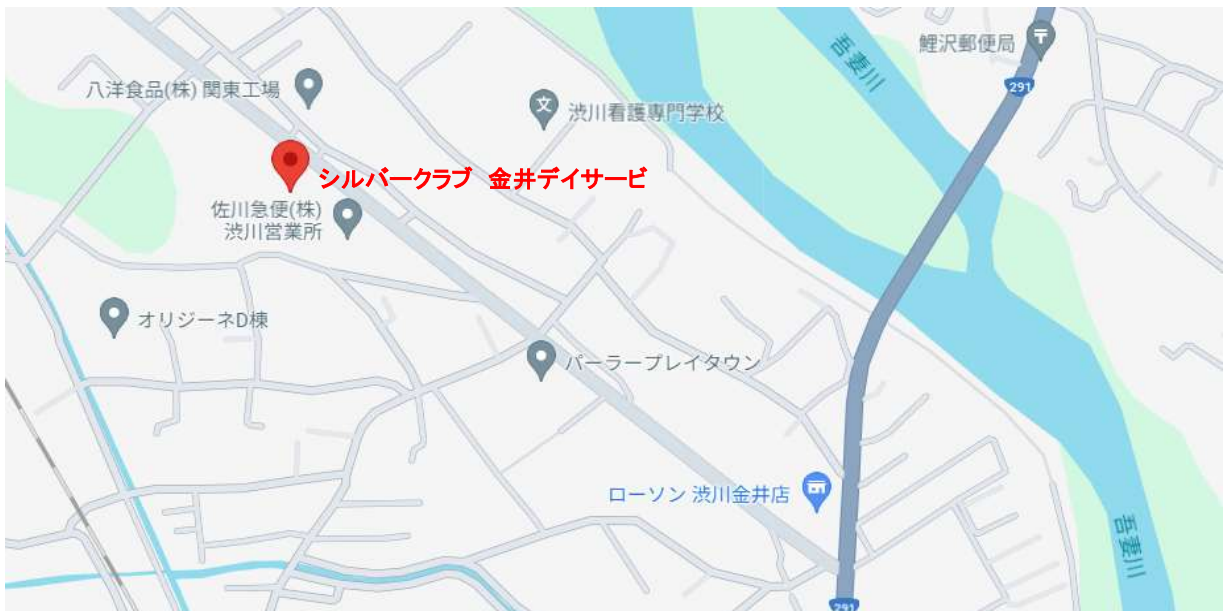 吾妻川
鯉沢郵便局
291
八洋食品(株) 関東工場
渋川看護専門学校
文
シルバークラブ 金井デイサービ
佐川急便(株)
渋川営業所
オリジーネD棟
パーラープレイタウン
ローソン 渋川金井店
吾妻川
291